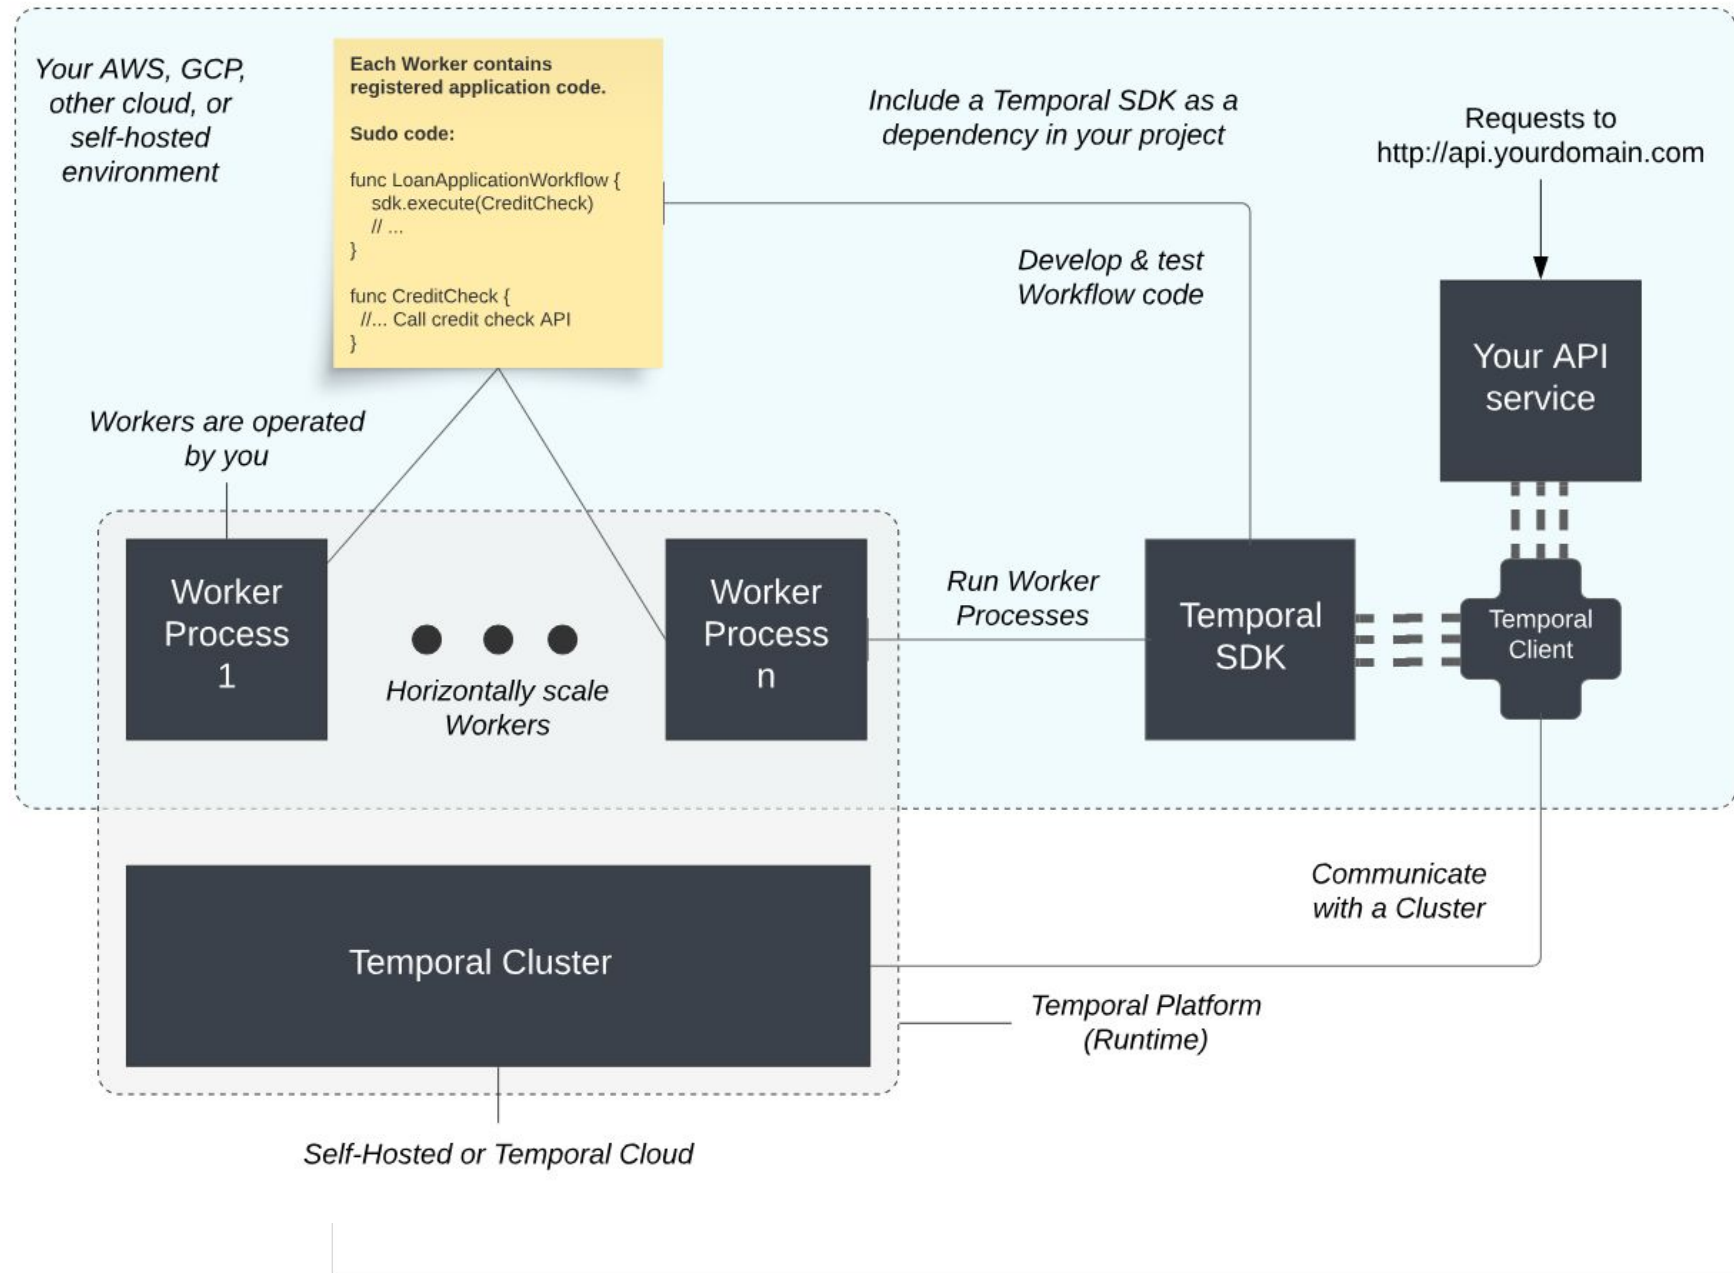 Your AWS, GCP,
other cloud, or
self-hosted
environment
Each Worker contains
registered application code.
Sudo code:
func LoanApplicationWorkflow {
sdk.execute(CreditCheck)
// ...
}
func CreditCheck {
//... Call credit check API
}
Include a Temporal SDK as a
dependency in your project
Requests to
http://api.yourdomain.com
Develop & test
Workflow code
Your API
service
Workers are operated
by you
Worker
Process
1
Horizontally scale
Workers
Worker
Process
n
Run Worker
Processes
Temporal
SDK
Temporal
Client
Communicate
with a Cluster
Temporal Cluster
Temporal Platform
(Runtime)
Self-Hosted or Temporal Cloud